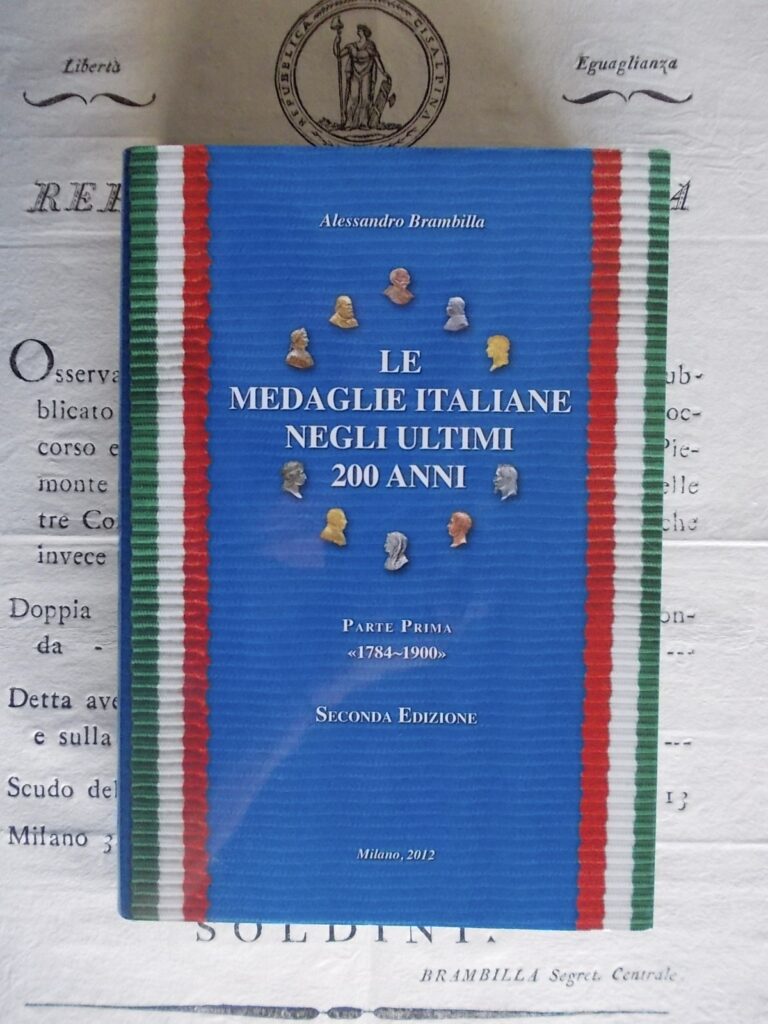 Libertà
REPUBBLICA CISALPINA
Eguaglianza
A
Alessandro Brambilla
LE
MEDAGLIE ITALIANE
NEGLI ULTIMI
200 ANNI
PARTE PRIMA
«1784~1900»
SECONDA EDIZIONE
Milano, 2012
Osserva
blicato
corso e
monte
tre Co
invece
Doppia
da -
Detta ave
e sulla
Scudo del
Milano 3
ub-
oc-
Pie-
elle
che
on-
---
---
13
SOLDINI.
BRAMBILLA Segret. Centrale.